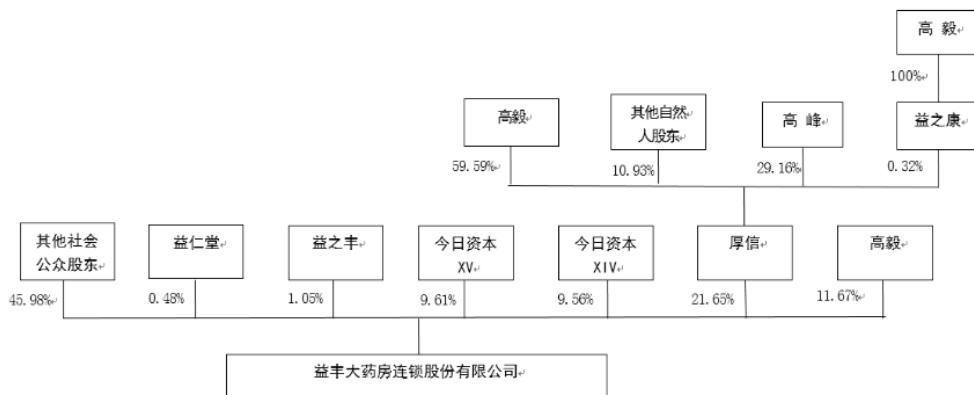 高 毅
100%
高毅
其他自然
人股东
高 峰
益之康
59.59%
10.93%
29.16%
0.32%
其他社会
公众股东
益仁堂
益之丰
今日资本
XV
今日资本
XIV
厚信
高毅
45.98%
0.48%
1.05%
9.61%
9.56%
21.65%
11.67%
益丰大药房连锁股份有限公司